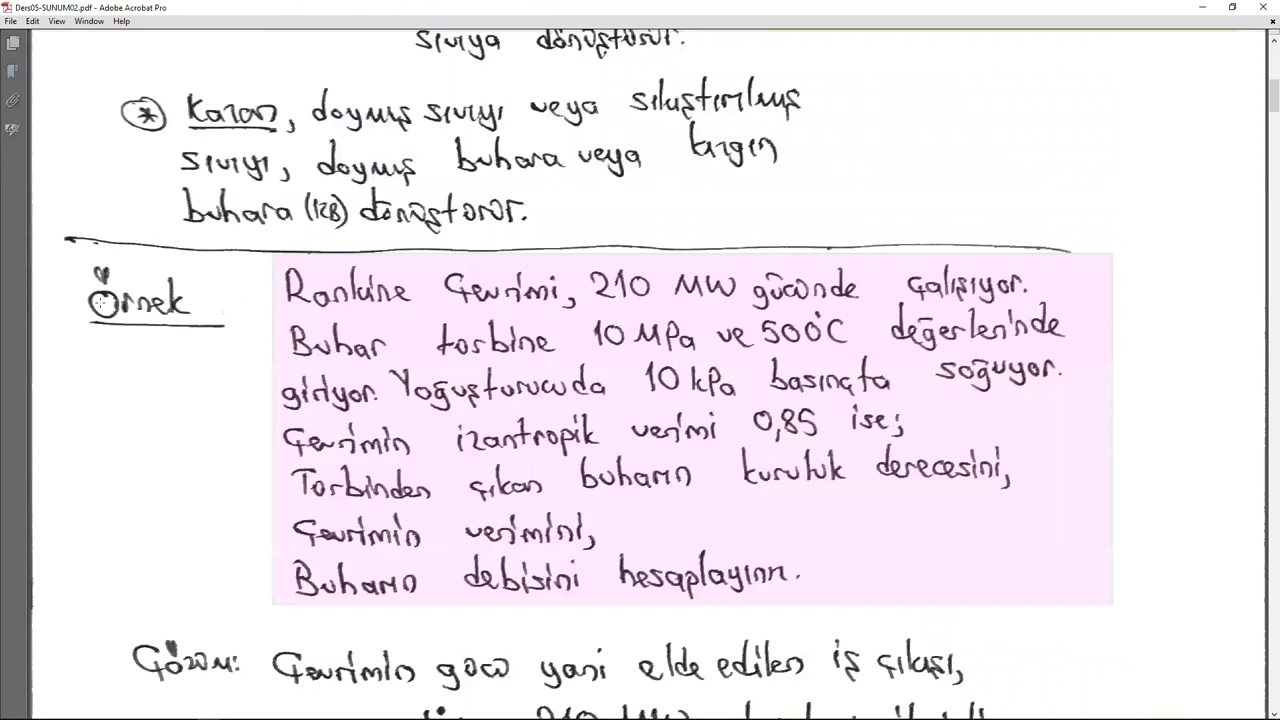 Ders05-SUNUM02.pdf - Adobe Acrobat Pro
File Edit View Window Help
sıvıya dönüştürür.
* Kazan, doymuş sıvıyı veya sıkıştırılmış
sıvıyı, doymuş buhara veya kızgın
buhara (KB) dönüştürür.
Örnek
Rankine Çevrimi, 210 MW gücünde çalışıyor.
Buhar türbine 10 MPa ve 500°C değerlerinde
giriyor. Yoğuşturucuda 10 kPa basınçta soğuyor.
Çevrimin izantropik verimi 0,85 ise;
Türbinden çıkan buharın kuruluk derecesini,
Çevrimin verimini,
Buharın debisini hesaplayınız.
Çözüm: Çevrimin gücü yani elde edilen iş çıkışı,
210 MW